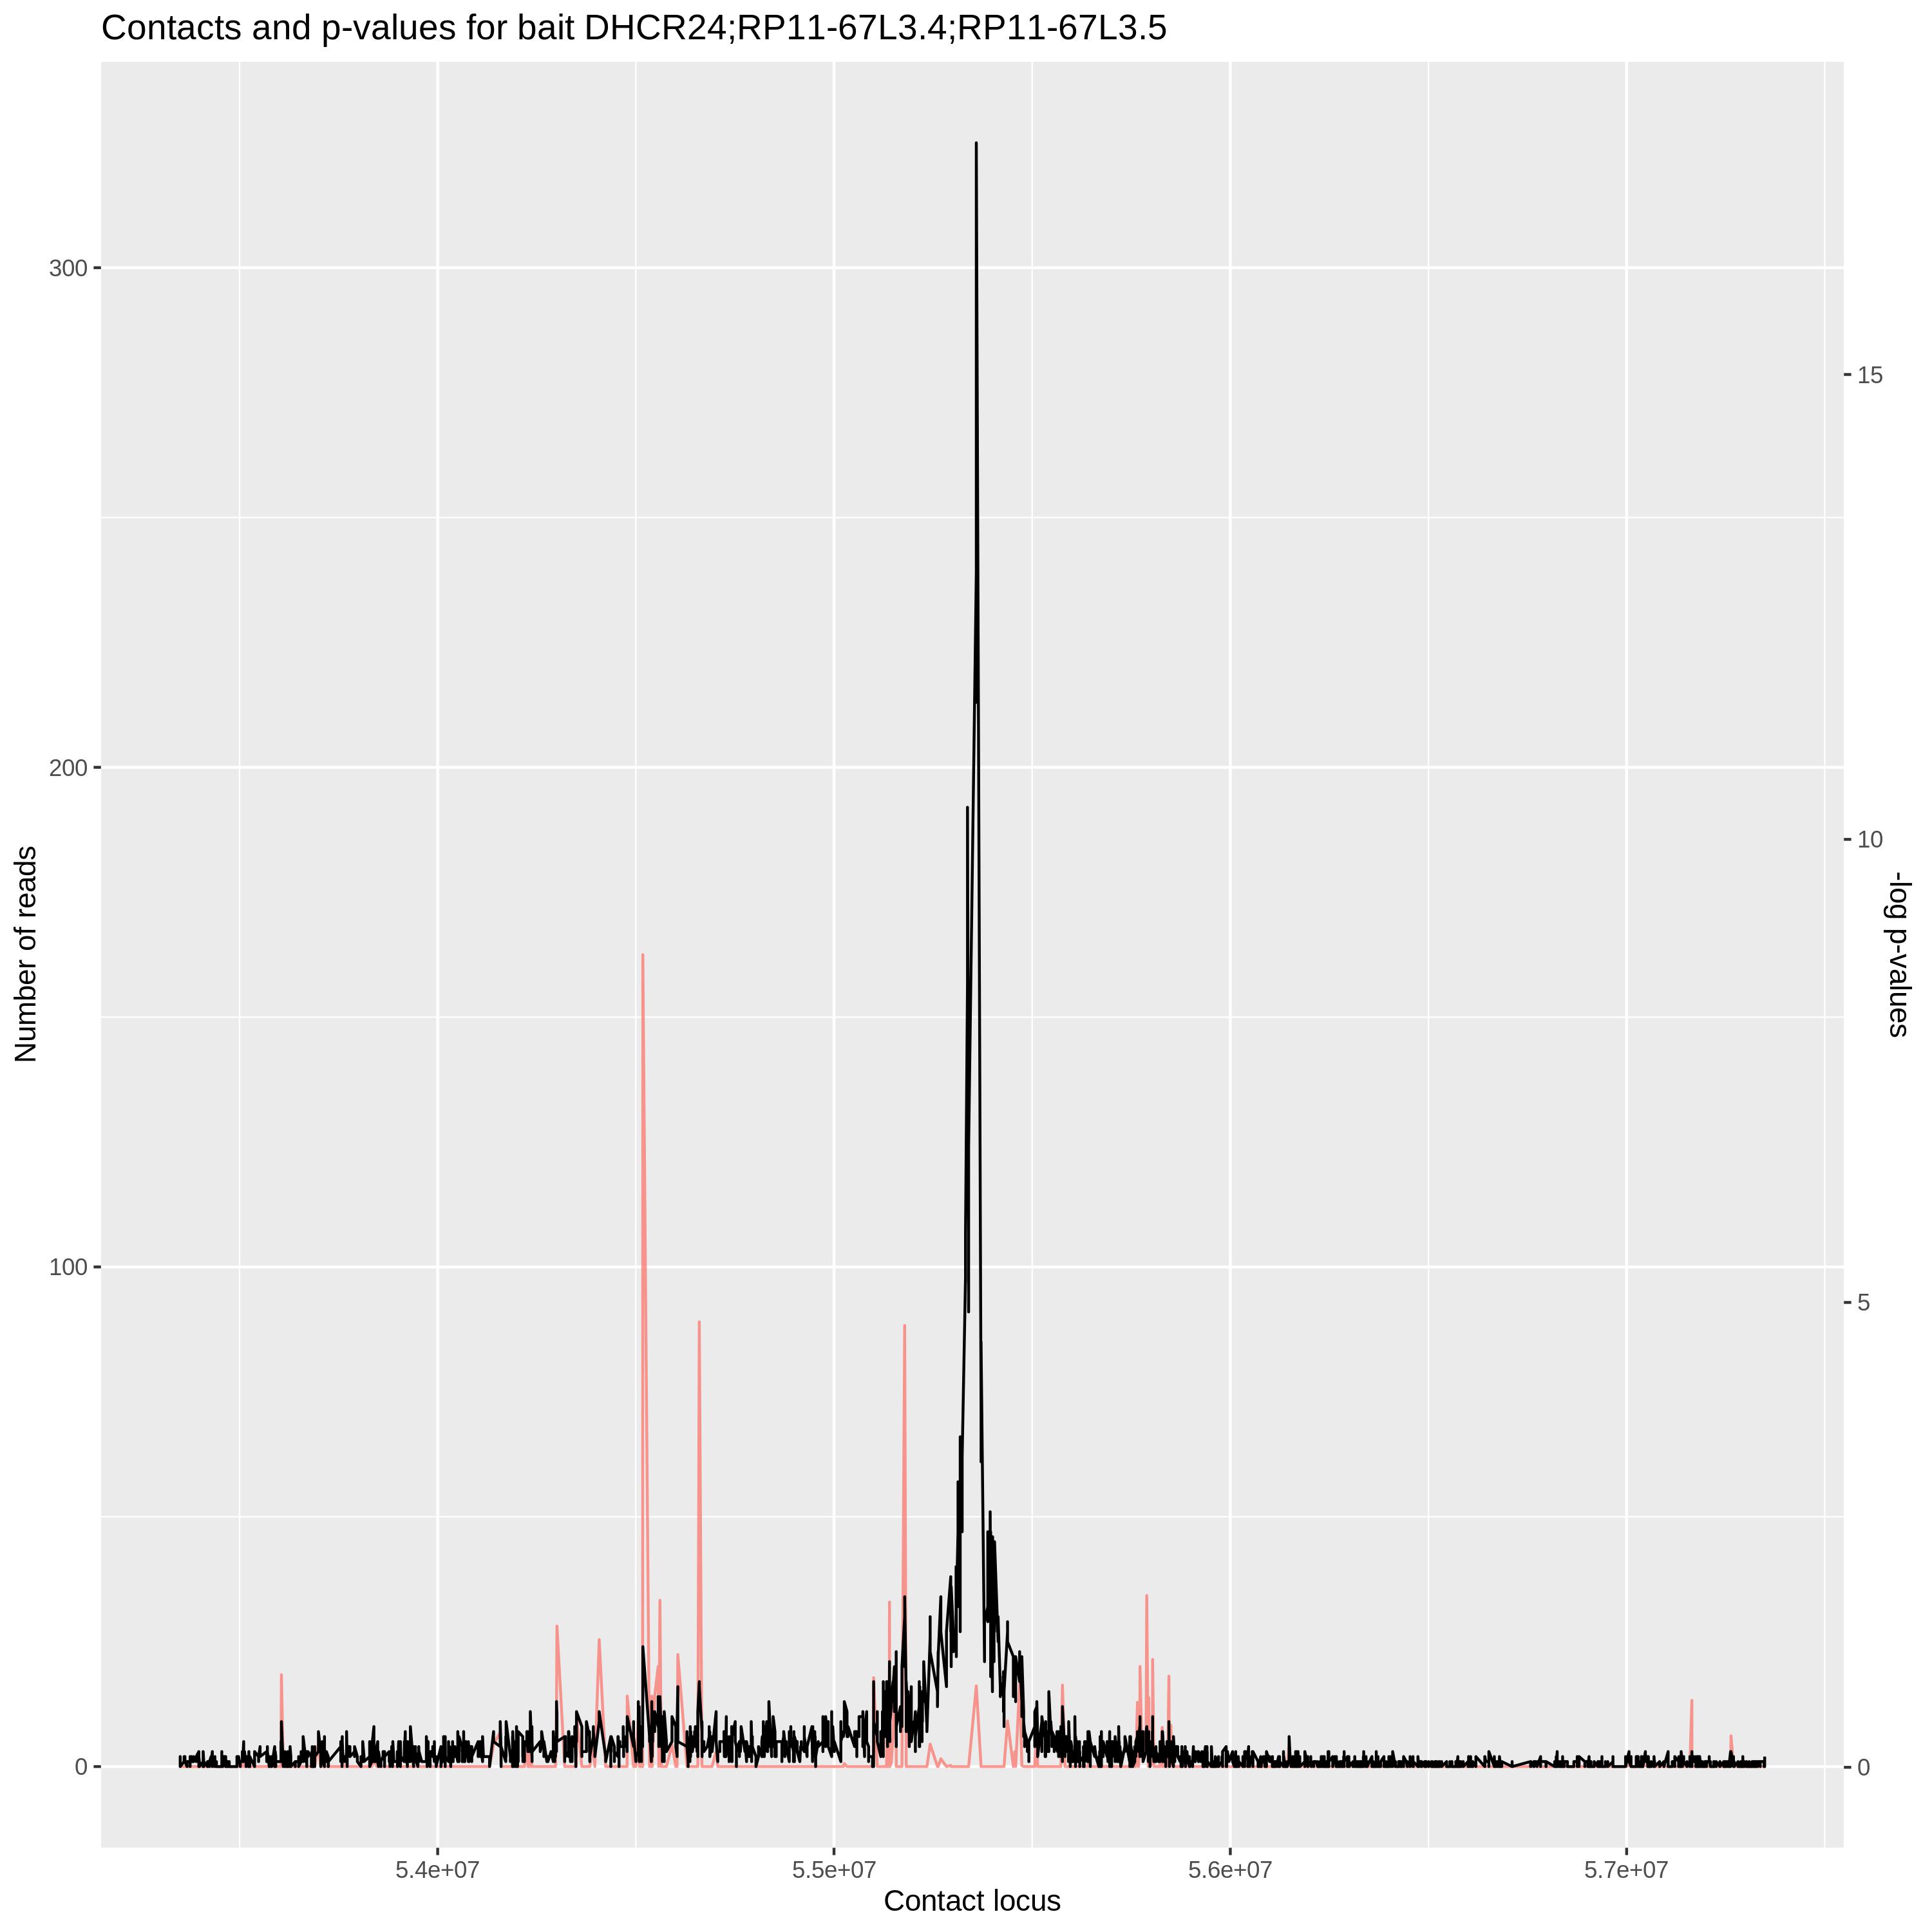 Contacts and p-values for bait DHCR24;RP11-67L3.4;RP11-67L3.5
300
200
100
0
Number of reads
15
10
5
0
-log p-values
5.4e+07 5.5e+07 5.6e+07 5.7e+07
Contact locus